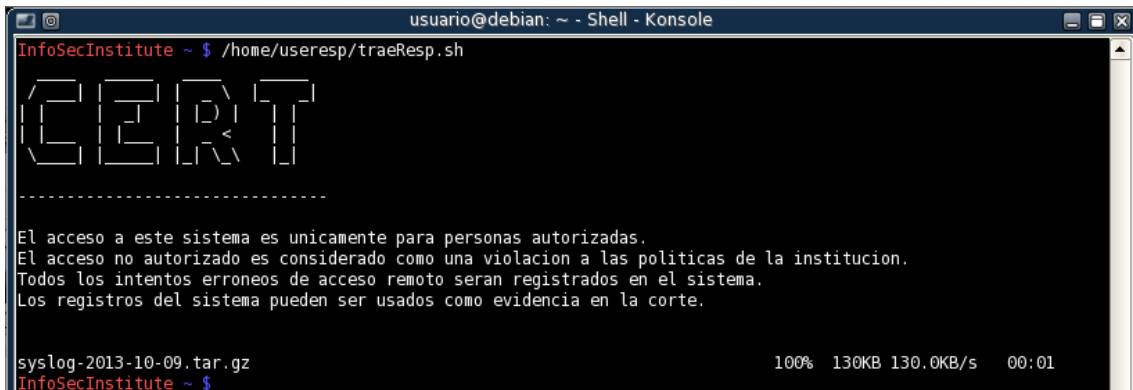 usuario@debian: ~ - Shell - Konsole
InfoSecInstitute ~ $ /home/useresp/traeResp.sh
CERT
-------------------------------
El acceso a este sistema es unicamente para personas autorizadas.
El acceso no autorizado es considerado como una violacion a las politicas de la institucion.
Todos los intentos erroneos de acceso remoto seran registrados en el sistema.
Los registros del sistema pueden ser usados como evidencia en la corte.
syslog-2013-10-09.tar.gz 100% 130KB 130.0KB/s 00:01
InfoSecInstitute ~ $